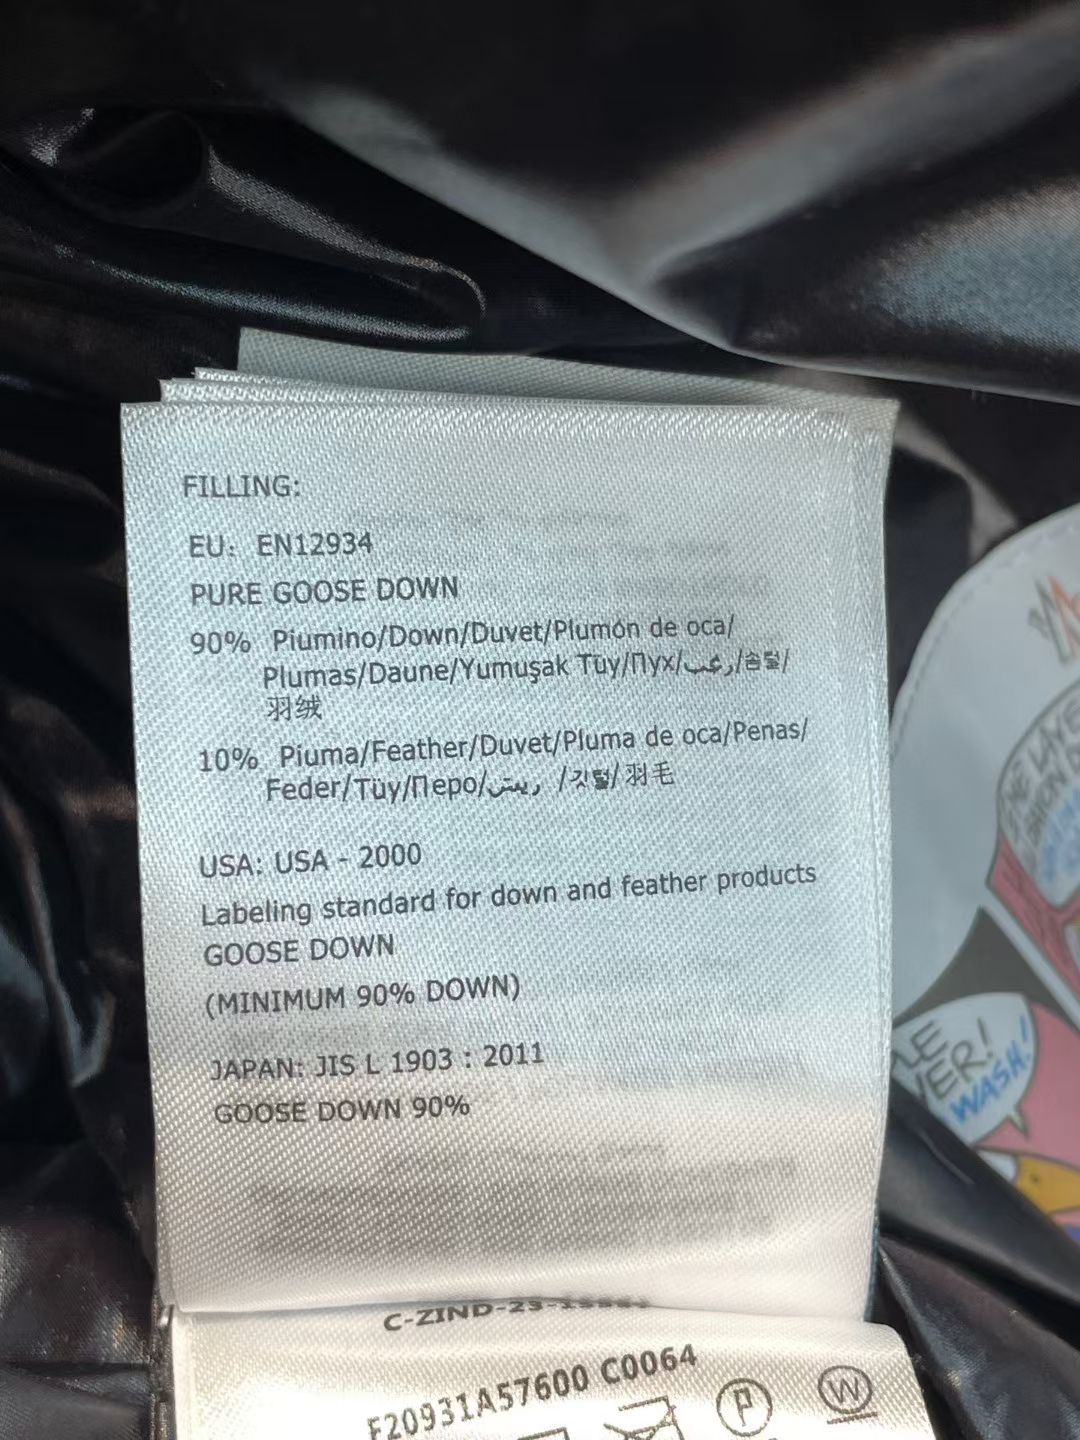 FILLING:
EU: EN12934
PURE GOOSE DOWN
90% Piumino/Down/Duvet/Plumón de oca/
Plumas/Daune/Yumuşak Tüy/Пух/زغب/솜털/
羽绒
10% Piuma/Feather/Duvet/Pluma de oca/Penas/
Feder/Tüy/Перо/ريش /깃털/羽毛
USA: USA - 2000
Labeling standard for down and feather products
GOOSE DOWN
(MINIMUM 90% DOWN)
JAPAN: JIS L 1903 : 2011
GOOSE DOWN 90%
C-ZIND-23-
F20931A57600 C0064
P
W
LE
WASH!